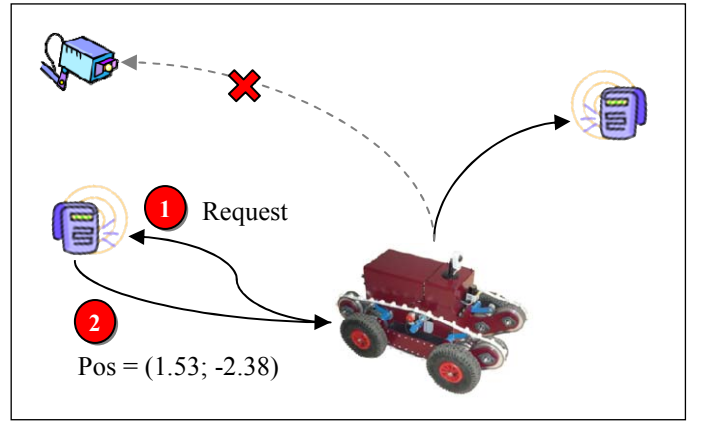 1 Request
2
Pos = (1.53; -2.38)